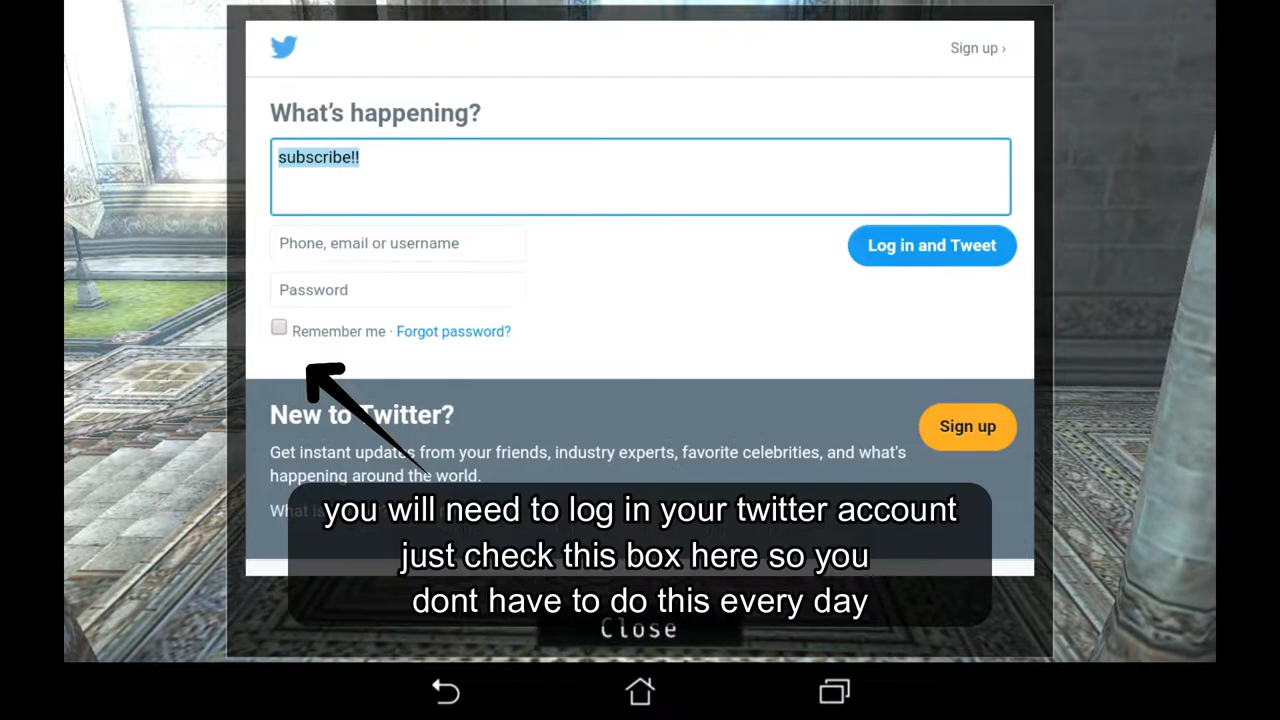 Sign up ›
What's happening?
subscribe!!
Phone, email or username
Log in and Tweet
Password
Remember me · Forgot password?
New to Twitter?
Sign up
Get instant updates from your friends, industry experts, favorite celebrities, and what's
happening around the world.
What is
you will need to log in your twitter account
just check this box here so you
dont have to do this every day
Close